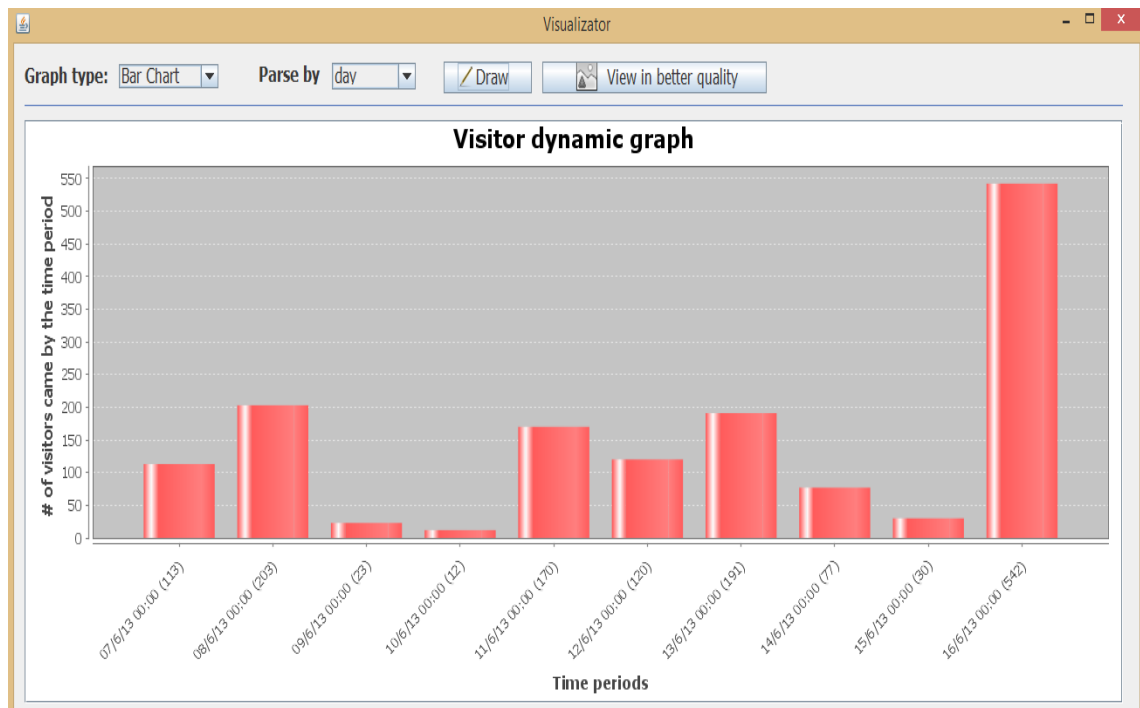 Visualizator
Graph type: Bar Chart Parse by day Draw View in better quality
Visitor dynamic graph
# of visitors came by the time period
550
500
450
400
350
300
250
200
150
100
50
0
07/6/13 00:00 (113)
08/6/13 00:00 (203)
09/6/13 00:00 (23)
10/6/13 00:00 (12)
11/6/13 00:00 (170)
12/6/13 00:00 (120)
13/6/13 00:00 (191)
14/6/13 00:00 (77)
15/6/13 00:00 (30)
16/6/13 00:00 (542)
Time periods